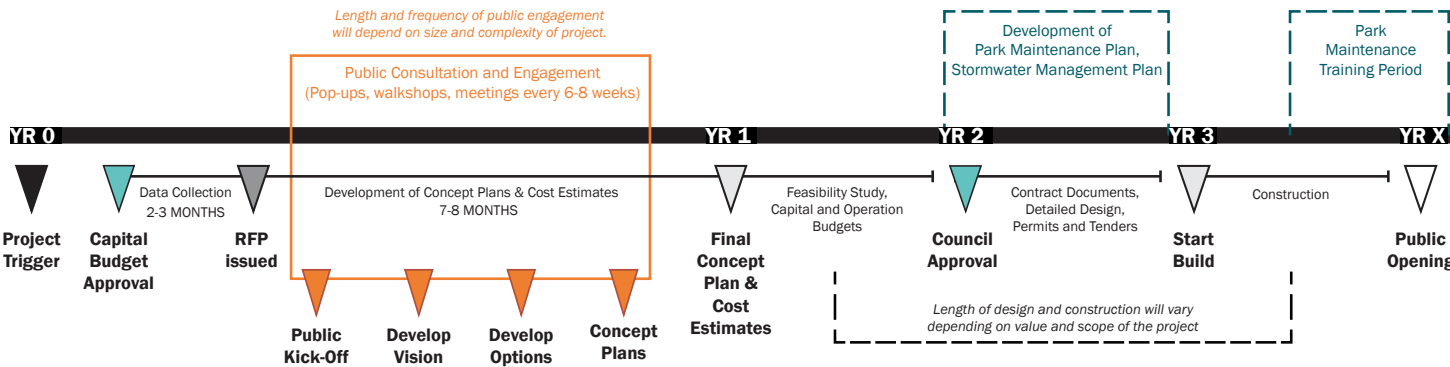 Length and frequency of public engagement
will depend on size and complexity of project.
Public Consultation and Engagement
(Pop-ups, walkshops, meetings every 6-8 weeks)
Development of
Park Maintenance Plan,
Stormwater Management Plan
Park
Maintenance
Training Period
YR 0
YR 1
YR 2
YR 3
YR X
Data Collection
2-3 MONTHS
Development of Concept Plans & Cost Estimates
7-8 MONTHS
Feasibility Study,
Capital and Operation
Budgets
Contract Documents,
Detailed Design,
Permits and Tenders
Construction
Project
Trigger
Capital
Budget
Approval
RFP
issued
Final
Concept
Plan &
Cost
Estimates
Council
Approval
Start
Build
Public
Opening
Public
Kick-Off
Develop
Vision
Develop
Options
Concept
Plans
Length of design and construction will vary
depending on value and scope of the project